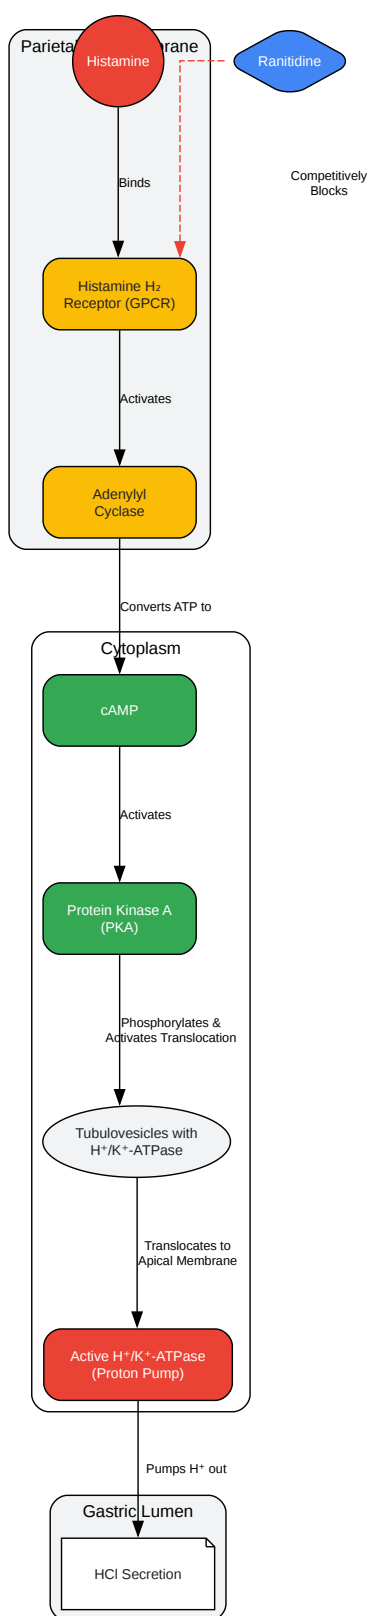 Parietal
rane
Histamine
Ranitidine
Competitively
Blocks
Binds
Histamine H₂
Receptor (GPCR)
Activates
Adenylyl
Cyclase
Converts ATP to
Cytoplasm
cAMP
Activates
Protein Kinase A
(PKA)
Phosphorylates &
Activates Translocation
Tubulovesicles with
H⁺/K⁺-ATPase
Translocates to
Apical Membrane
Active H⁺/K⁺-ATPase
(Proton Pump)
Pumps H⁺ out
Gastric Lumen
HCl Secretion